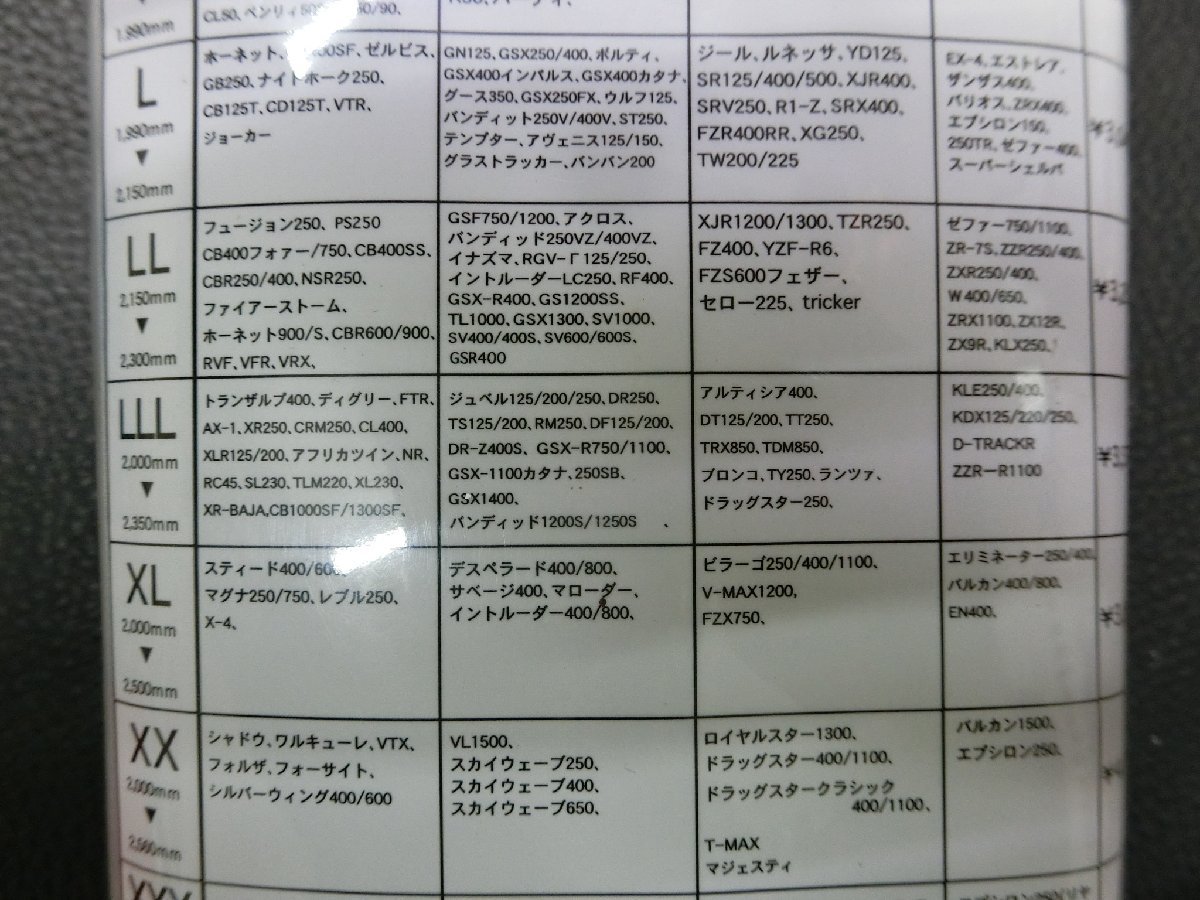 1,990mm
CL50、ベンリィ
L
1,990mm
▼
2,150mm
ホーネット、
400SF、ゼルビス、
GB250、ナイトホーク250、
CB125T、CD125T、VTR、
ジョーカー
GN125、GSX250/400、ボルティ、
GSX400インパルス、GSX400カタナ、
グース350、GSX250FX、ウルフ125、
バンディット250V/400V、ST250、
テンプター、アヴェニス125/150、
グラストラッカー、バンバン200
ジール、ルネッサ、YD125、
SR125/400/500、XJR400、
SRV250、R1-Z、SRX400、
FZR400RR、XG250、
TW200/225
EX-4、エストレア、
ザンザス400、
バリオス、ZRX400、
エプシロン150、
250TR、ゼファー400、
スーパーシェルパ
LL
2,150mm
▼
2,300mm
フュージョン250、PS250
CB400フォァー/750、CB400SS、
CBR250/400、NSR250、
ファイアーストーム、
ホーネット900/S、CBR600/900、
RVF、VFR、VRX、
GSF750/1200、アクロス、
バンディッド250VZ/400VZ、
イナズマ、RGV-Γ125/250、
イントルーダーLC250、RF400、
GSX-R400、GS1200SS、
TL1000、GSX1300、SV1000、
SV400/400S、SV600/600S、
GSR400
XJR1200/1300、TZR250、
FZ400、YZF-R6、
FZS600フェザー、
セロー225、tricker
ゼファー750/1100、
ZR-7S、ZZR250/400、
ZXR250/400、
W400/650、
ZRX1100、ZX12R、
ZX9R、KLX250、
LLL
2,000mm
▼
2,350mm
トランザルプ400、ディグリー、FTR、
AX-1、XR250、CRM250、CL400、
XLR125/200、アフリカツイン、NR、
RC45、SL230、TLM220、XL230、
XR-BAJA,CB1000SF/1300SF、
ジュベル125/200/250、DR250、
TS125/200、RM250、DF125/200、
DR-Z400S、GSX-R750/1100、
GSX-1100カタナ、250SB、
GSX1400、
バンディッド1200S/1250S 、
アルティシア400、
DT125/200、TT250、
TRX850、TDM850、
ブロンコ、TY250、ランツァ、
ドラッグスター250、
KLE250/400、
KDX125/220/250、
D-TRACKR
ZZRーR1100
XL
2,000mm
▼
2,500mm
スティード400/600、
マグナ250/750、レブル250、
X-4、
デスペラード400/800、
サベージ400、マローダー、
イントルーダー400/800、
ビラーゴ250/400/1100、
V-MAX1200、
FZX750、
エリミネーター250/400、
バルカン400/800、
EN400、
XX
2,000mm
▼
シャドウ、ワルキューレ、VTX、
フォルザ、フォーサイト、
シルバーウィング400/600
VL1500、
スカイウェーブ250、
スカイウェーブ400、
スカイウェーブ650、
ロイヤルスター1300、
ドラッグスター400/1100、
ドラッグスタークラシック
400/1100、
T-MAX
マジェスティ
バルカン1500、
エプシロン250、
XXX